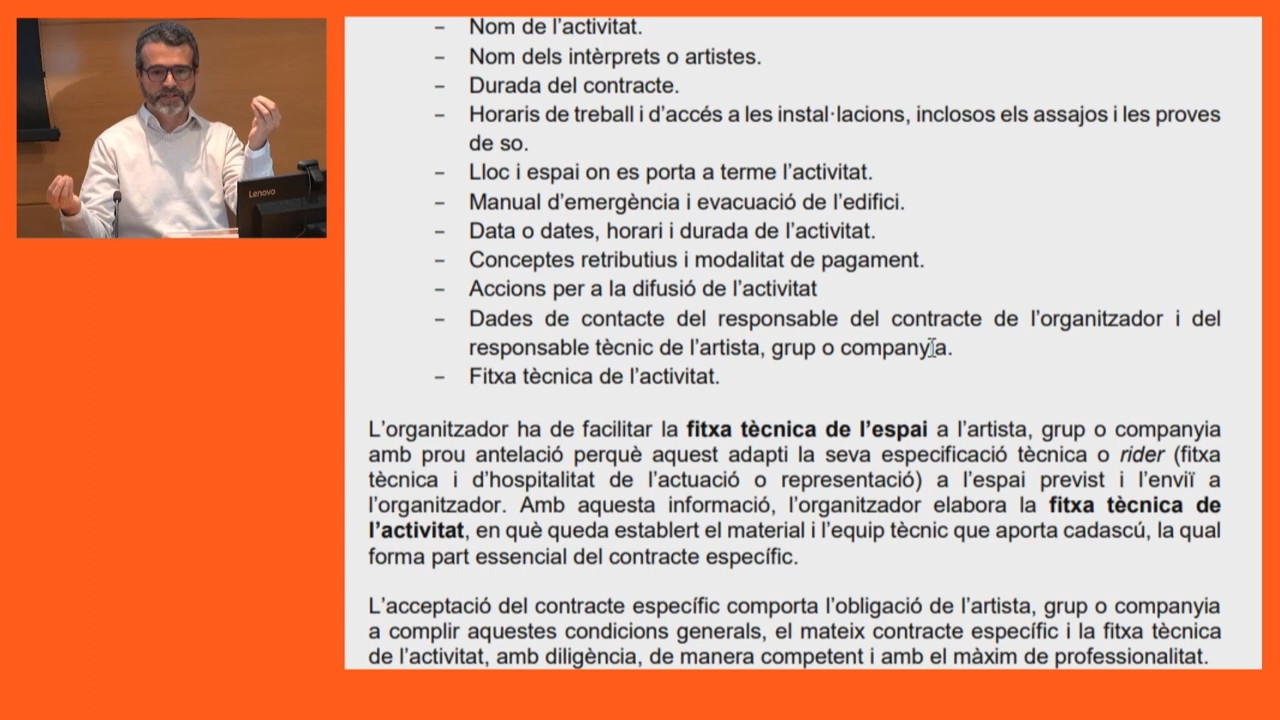 Lenovo
– Nom de l’activitat.
– Nom dels intèrprets o artistes.
– Durada del contracte.
– Horaris de treball i d’accés a les instal·lacions, inclosos els assajos i les proves
de so.
– Lloc i espai on es porta a terme l’activitat.
– Manual d’emergència i evacuació de l’edifici.
– Data o dates, horari i durada de l’activitat.
– Conceptes retributius i modalitat de pagament.
– Accions per a la difusió de l’activitat
– Dades de contacte del responsable del contracte de l’organitzador i del
responsable tècnic de l’artista, grup o companyia.
– Fitxa tècnica de l’activitat.
L’organitzador ha de facilitar la fitxa tècnica de l’espai a l’artista, grup o companyia
amb prou antelació perquè aquest adapti la seva especificació tècnica o rider (fitxa
tècnica i d’hospitalitat de l’actuació o representació) a l’espai previst i l’enviï a
l’organitzador. Amb aquesta informació, l’organitzador elabora la fitxa tècnica de
l’activitat, en què queda establert el material i l’equip tècnic que aporta cadascú, la qual
forma part essencial del contracte específic.
L’acceptació del contracte específic comporta l’obligació de l’artista, grup o companyia
a complir aquestes condicions generals, el mateix contracte específic i la fitxa tècnica
de l’activitat, amb diligència, de manera competent i amb el màxim de professionalitat.